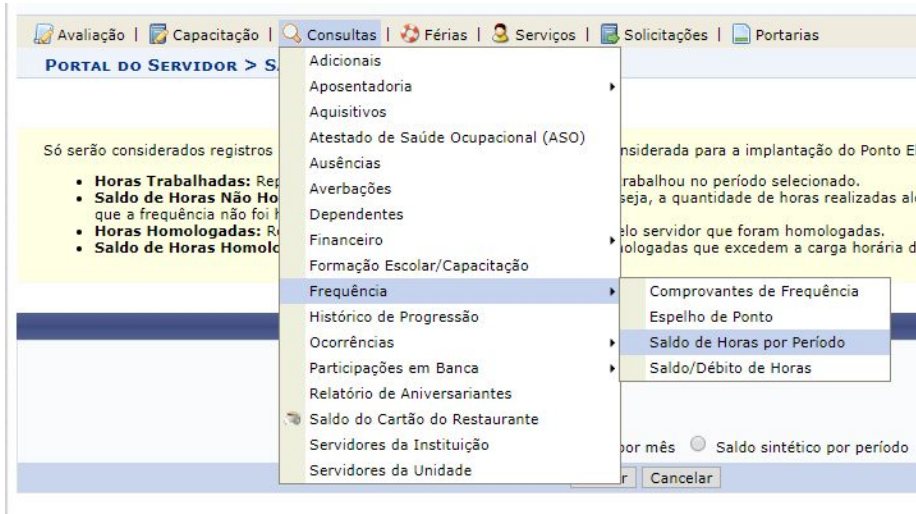 Avaliação | Capacitação | Consultas | Férias | Serviços | Solicitações | Portarias
PORTAL DO SERVIDOR > S
Adicionais
Aposentadoria
Aquisitivos
Atestado de Saúde Ocupacional (ASO)
Ausências
Averbações
Dependentes
Financeiro
Formação Escolar/Capacitação
Frequência
Histórico de Progressão
Ocorrências
Participações em Banca
Relatório de Aniversariantes
Saldo do Cartão do Restaurante
Servidores da Instituição
Servidores da Unidade
Comprovantes de Frequência
Espelho de Ponto
Saldo de Horas por Período
Saldo/Débito de Horas
Só serão considerados registros nsiderada para a implantação do Ponto E
• Horas Trabalhadas: Rep rabalhou no período selecionado.
• Saldo de Horas Não Ho seja, a quantidade de horas realizadas al
que a frequência não foi
• Horas Homologadas: R elo servidor que foram homologadas.
• Saldo de Horas Homol ologadas que excedem a carga horária d
por mês Saldo sintético por período
r Cancelar